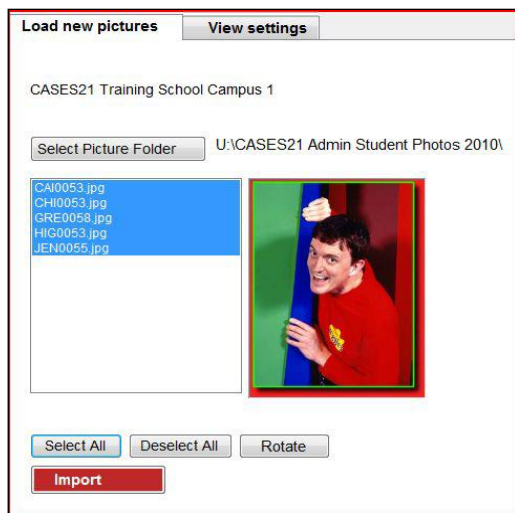 Load new pictures
View settings
CASES21 Training School Campus 1
Select Picture Folder
U:\CASES21 Admin Student Photos 2010\
CAI0053.jpg
CHI0053.jpg
GRE0058.jpg
HIG0053.jpg
JEN0055.jpg
Select All
Deselect All
Rotate
Import